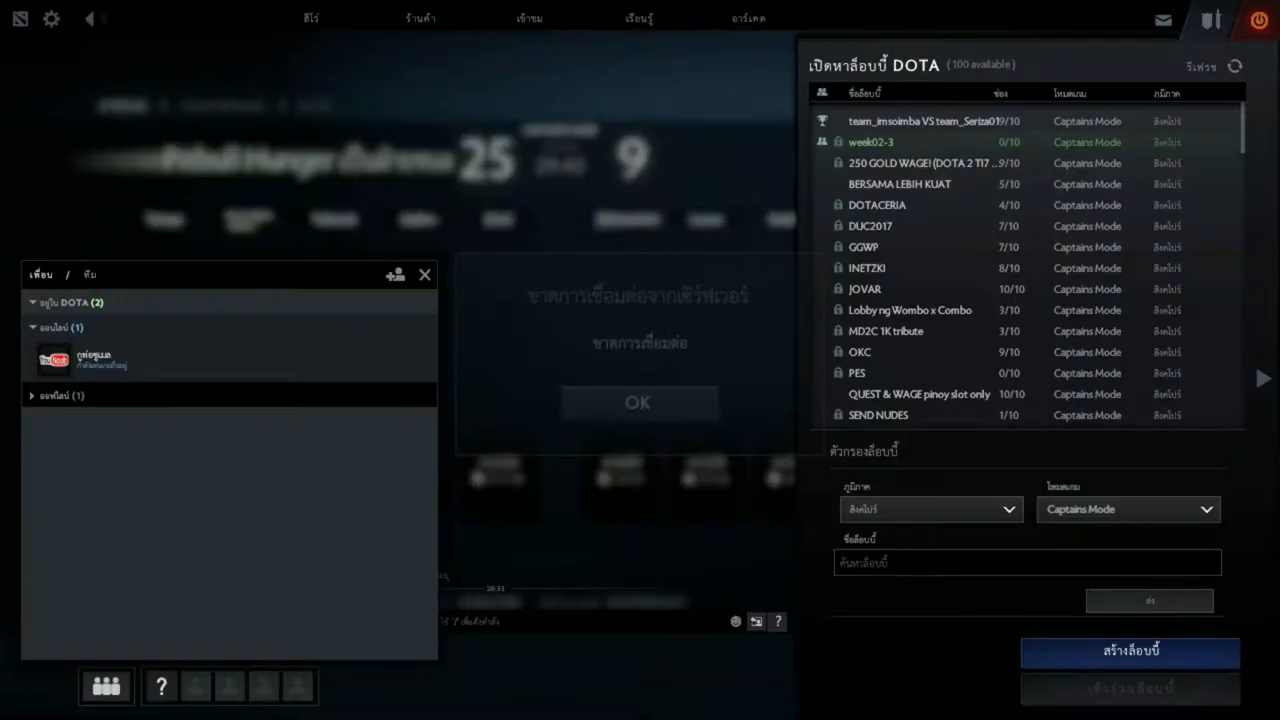 ฮีโร่ ร้านค้า เข้าชม เรียนรู้ อาร์เคด
เปิดหาล็อบบี้ DOTA (100 available)
รีเฟรช
ชื่อล็อบบี้ ช่อง โหมดเกม ภูมิภาค
team_imsoimba VS team_Seriza01 9/10 Captains Mode สิงคโปร์
week02-3 0/10 Captains Mode สิงคโปร์
250 GOLD WAGE! (DOTA 2 TI7 ... 9/10 Captains Mode สิงคโปร์
BERSAMA LEBIH KUAT 5/10 Captains Mode สิงคโปร์
DOTACERIA 4/10 Captains Mode สิงคโปร์
DUC2017 7/10 Captains Mode สิงคโปร์
GGWP 7/10 Captains Mode สิงคโปร์
INETZKI 8/10 Captains Mode สิงคโปร์
JOVAR 10/10 Captains Mode สิงคโปร์
Lobby ng Wombo x Combo 3/10 Captains Mode สิงคโปร์
MD2C 1K tribute 3/10 Captains Mode สิงคโปร์
OKC 9/10 Captains Mode สิงคโปร์
PES 0/10 Captains Mode สิงคโปร์
QUEST & WAGE pinoy slot only 10/10 Captains Mode สิงคโปร์
SEND NUDES 1/10 Captains Mode สิงคโปร์
ตัวกรองล็อบบี้
ภูมิภาค โหมดเกม
สิงคโปร์ Captains Mode
ชื่อล็อบบี้
ค้นหาล็อบบี้
ส่ง
สร้างล็อบบี้
เข้าร่วมล็อบบี้
25 9
เพื่อน / ทีม
อยู่ใน DOTA (2)
ออนไลน์ (1)
ออฟไลน์ (1)
ขาดการเชื่อมต่อจากเซิร์ฟเวอร์
ขาดการเชื่อมต่อ
OK
20:33
?
?